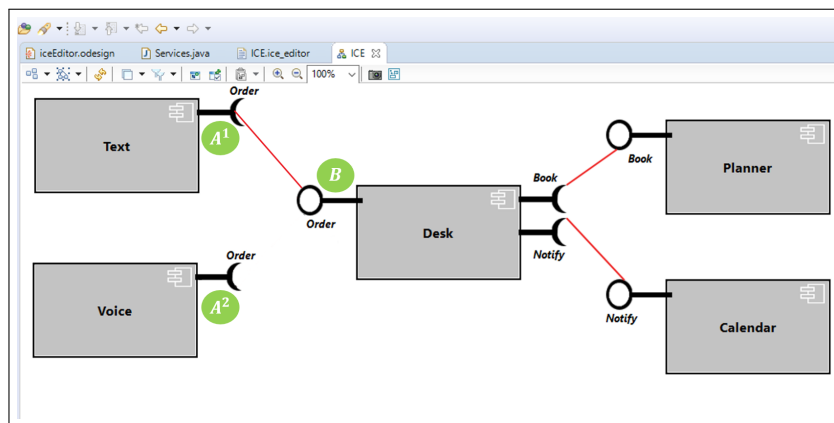 iceEditor.odesign
Services.java
ICE.ice_editor
ICE
100%
Order
Text
A¹
B
Order
Desk
Book
Notify
Book
Planner
Order
Voice
A²
Notify
Calendar